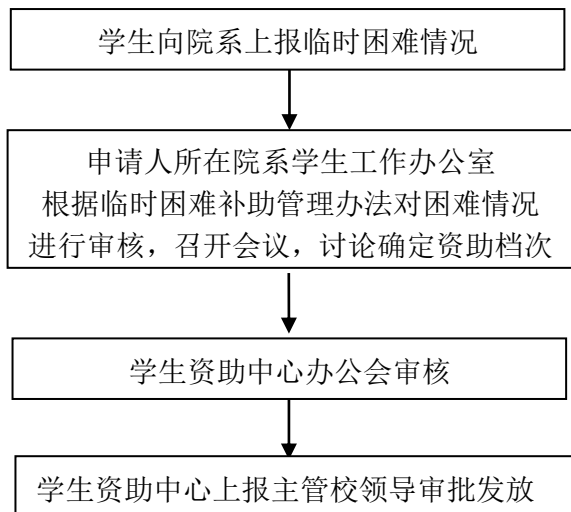 学生向院系上报临时困难情况
申请人所在院系学生工作办公室
根据临时困难补助管理办法对困难情况
进行审核，召开会议，讨论确定资助档次
学生资助中心办公会审核
学生资助中心上报主管校领导审批发放